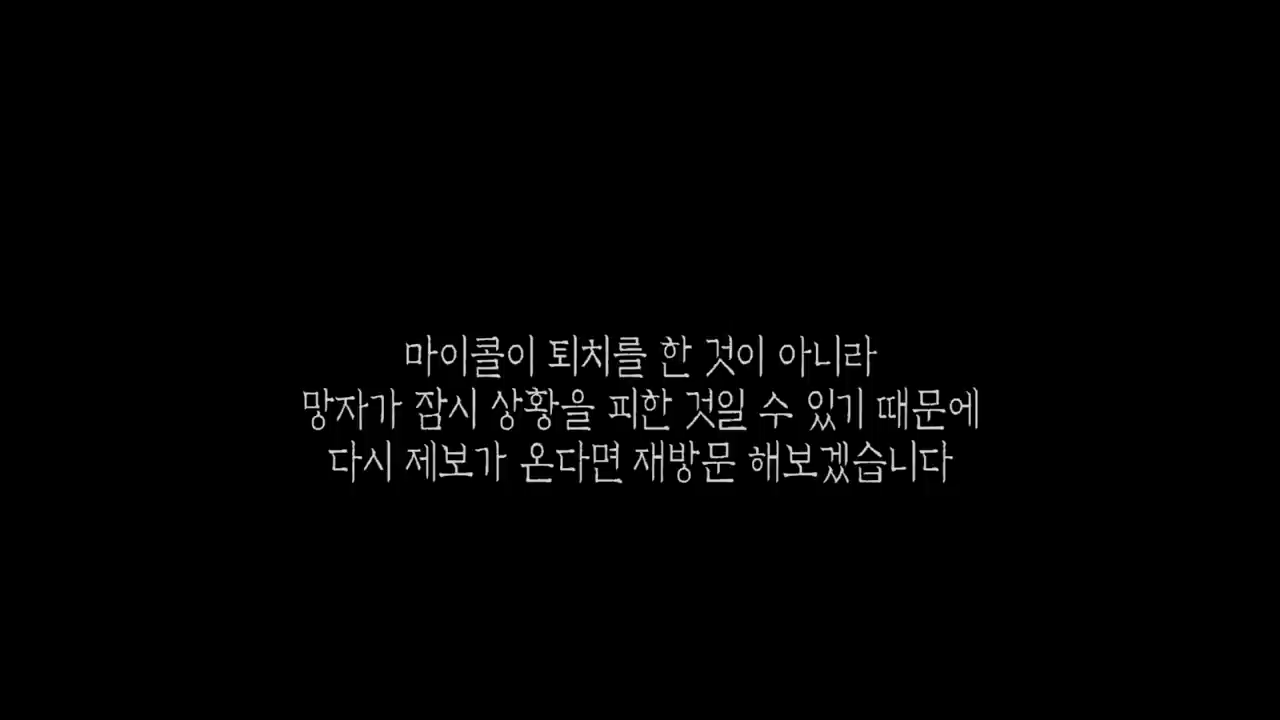 마이콜이 퇴치를 한 것이 아니라
망자가 잠시 상황을 피한 것일 수 있기 때문에
다시 제보가 온다면 재방문 해보겠습니다